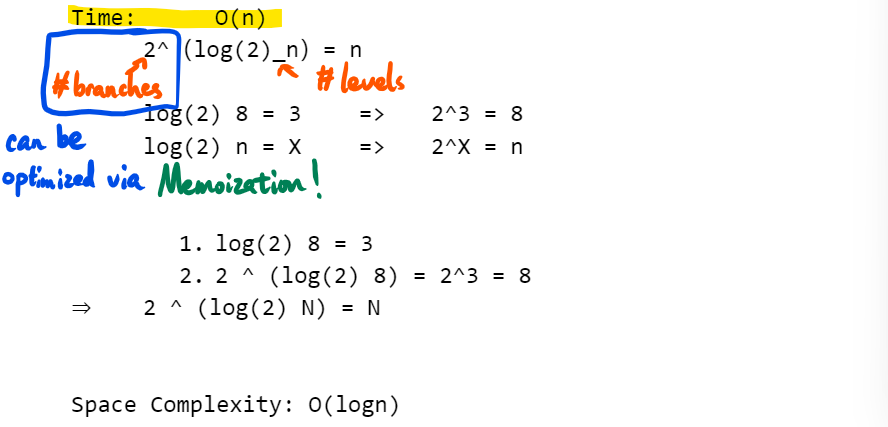 Time: O(n)
2^ (log(2)_n) = n
#branches
# levels
log(2) 8 = 3 => 2^3 = 8
can be
log(2) n = X => 2^X = n
optimized via Memoization!
1. log(2) 8 = 3
2. 2 ^ (log(2) 8) = 2^3 = 8
⇒ 2 ^ (log(2) N) = N
Space Complexity: O(logn)